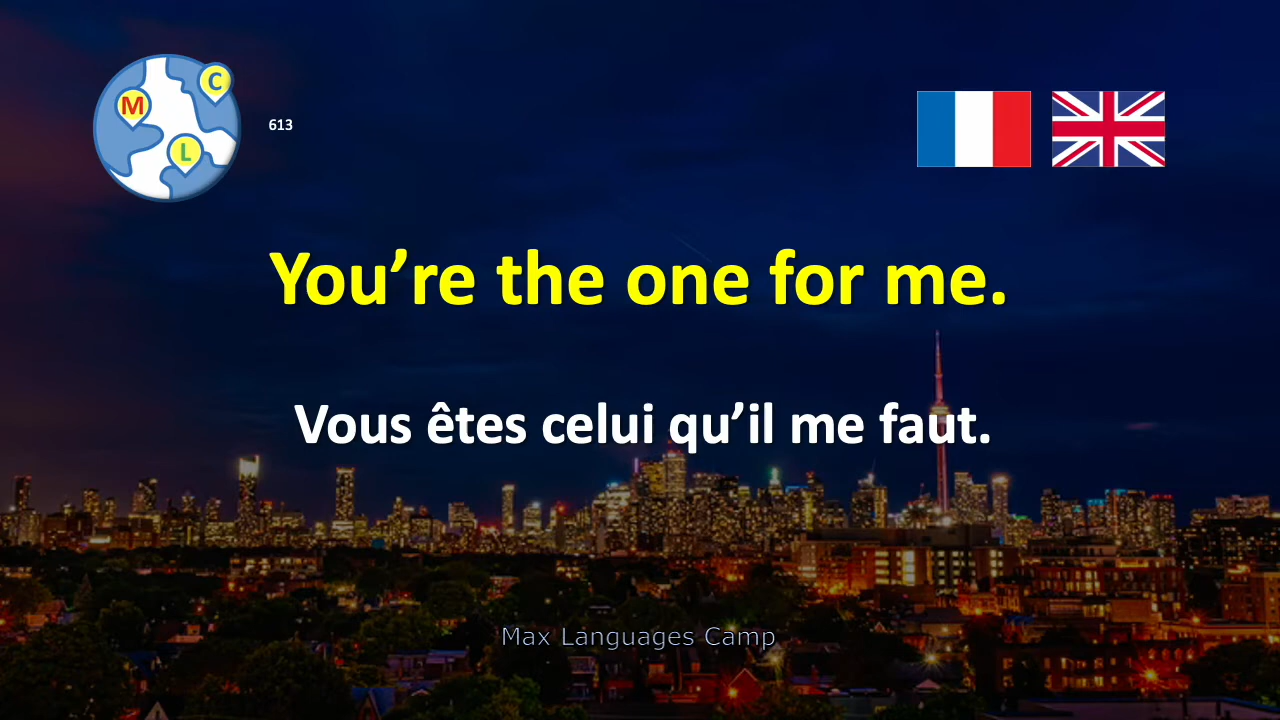 C
M
L
613
You’re the one for me.
Vous êtes celui qu’il me faut.
Max Languages Camp